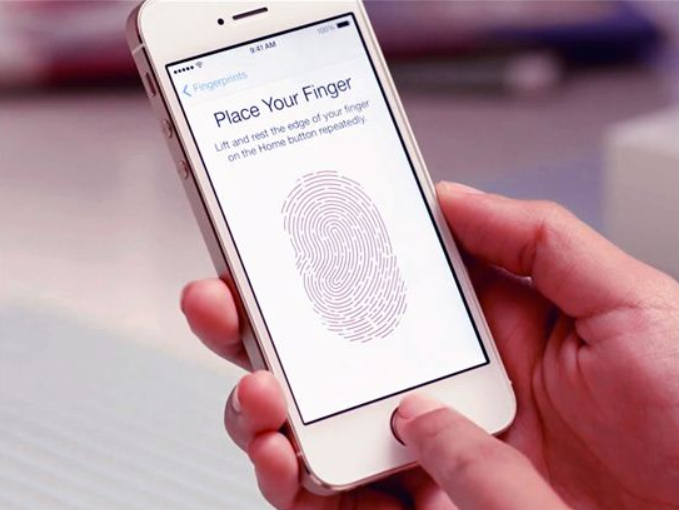 9:41 AM
100%
Fingerprints
Place Your Finger
Lift and rest the edge of your finger
on the Home button repeatedly.